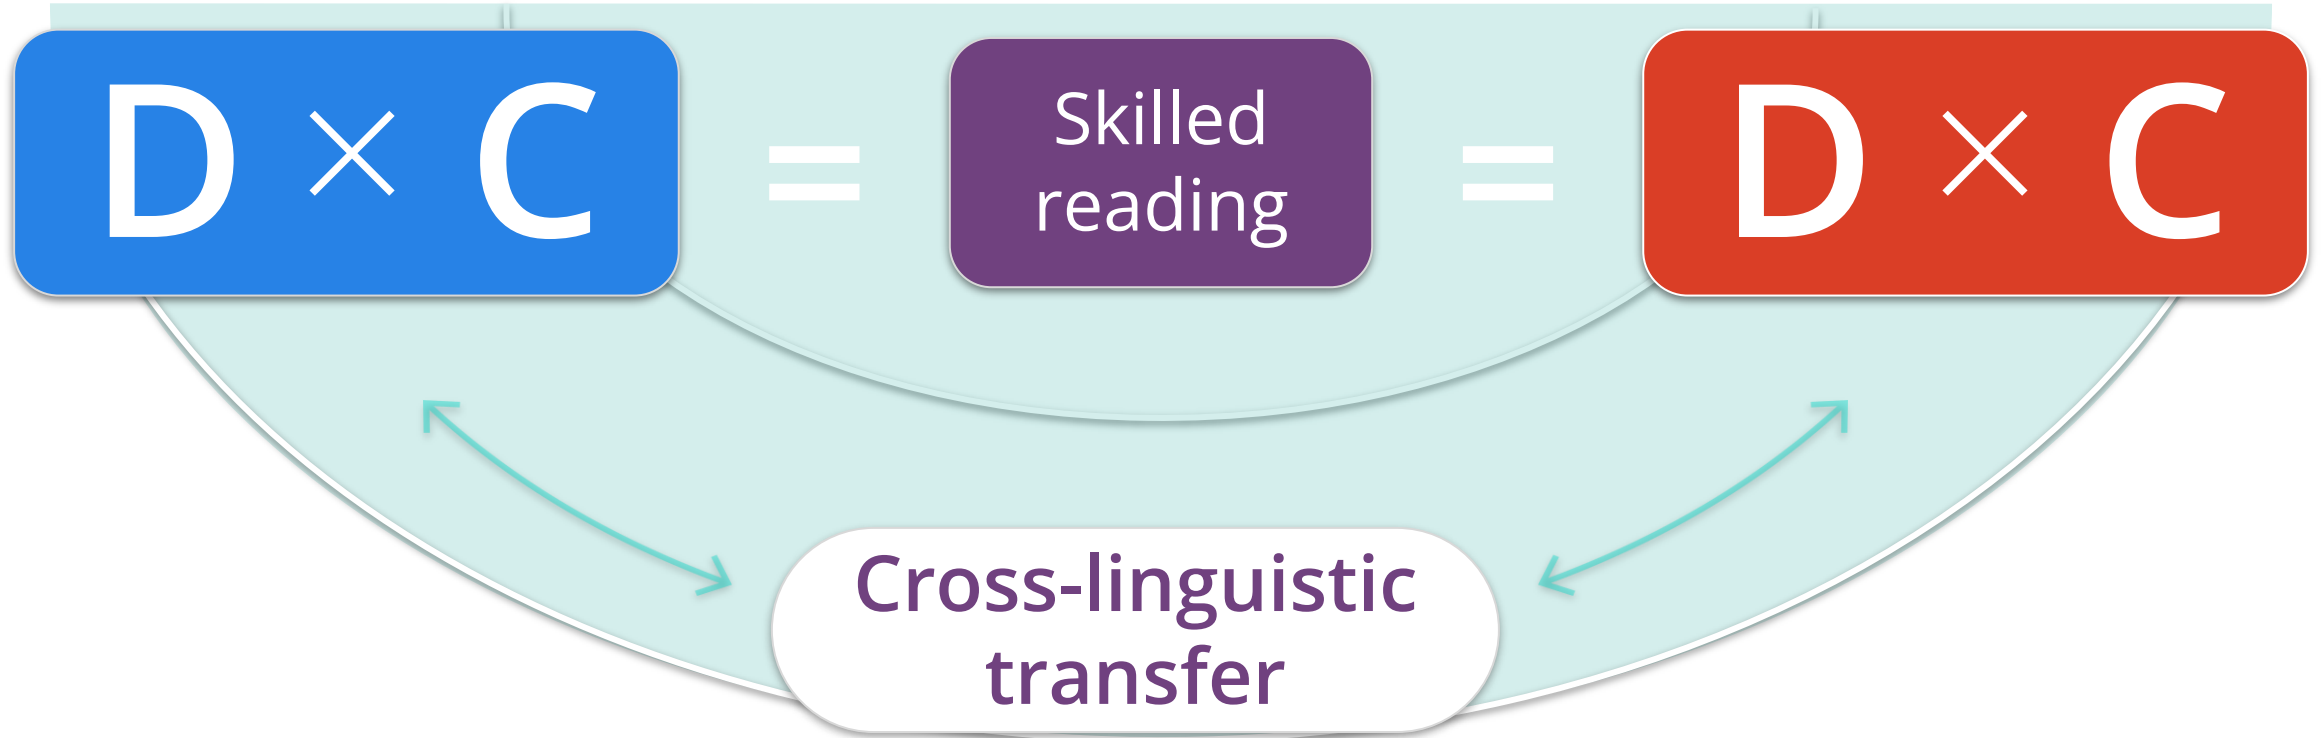 D × C
=
Skilled
reading
=
D × C
Cross-linguistic
transfer